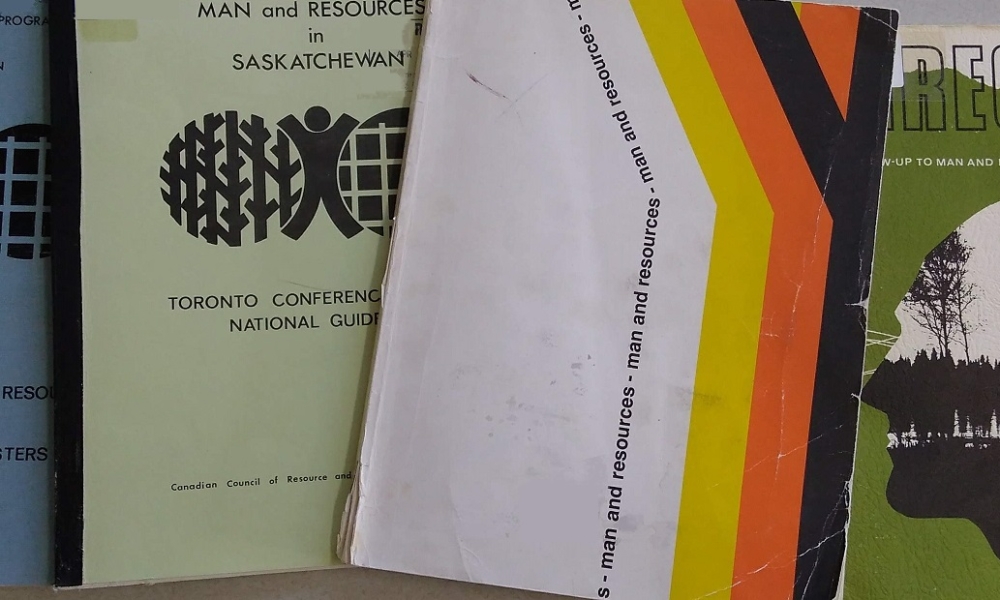 PROGRA
RESOU
STERS
MAN and RESOURCES
in
SASKATCHEWAN
TORONTO CONFERENC
NATIONAL GUIDE
Canadian Council of Resource and
s - man and resources - man and resources - man and resources - m
REC
W-UP TO MAN AND